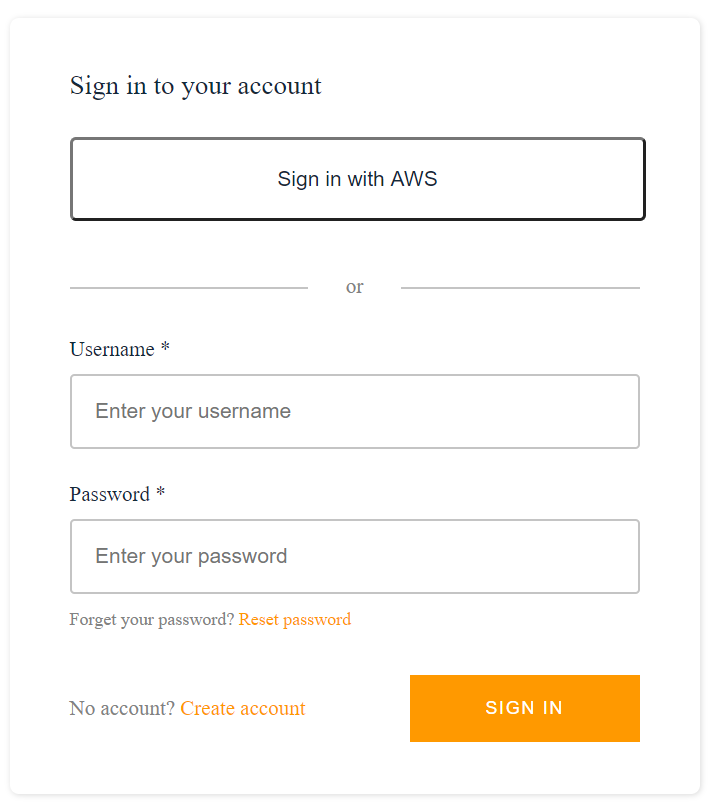 Sign in to your account
Sign in with AWS
or
Username *
Enter your username
Password *
Enter your password
Forget your password? Reset password
No account? Create account
SIGN IN